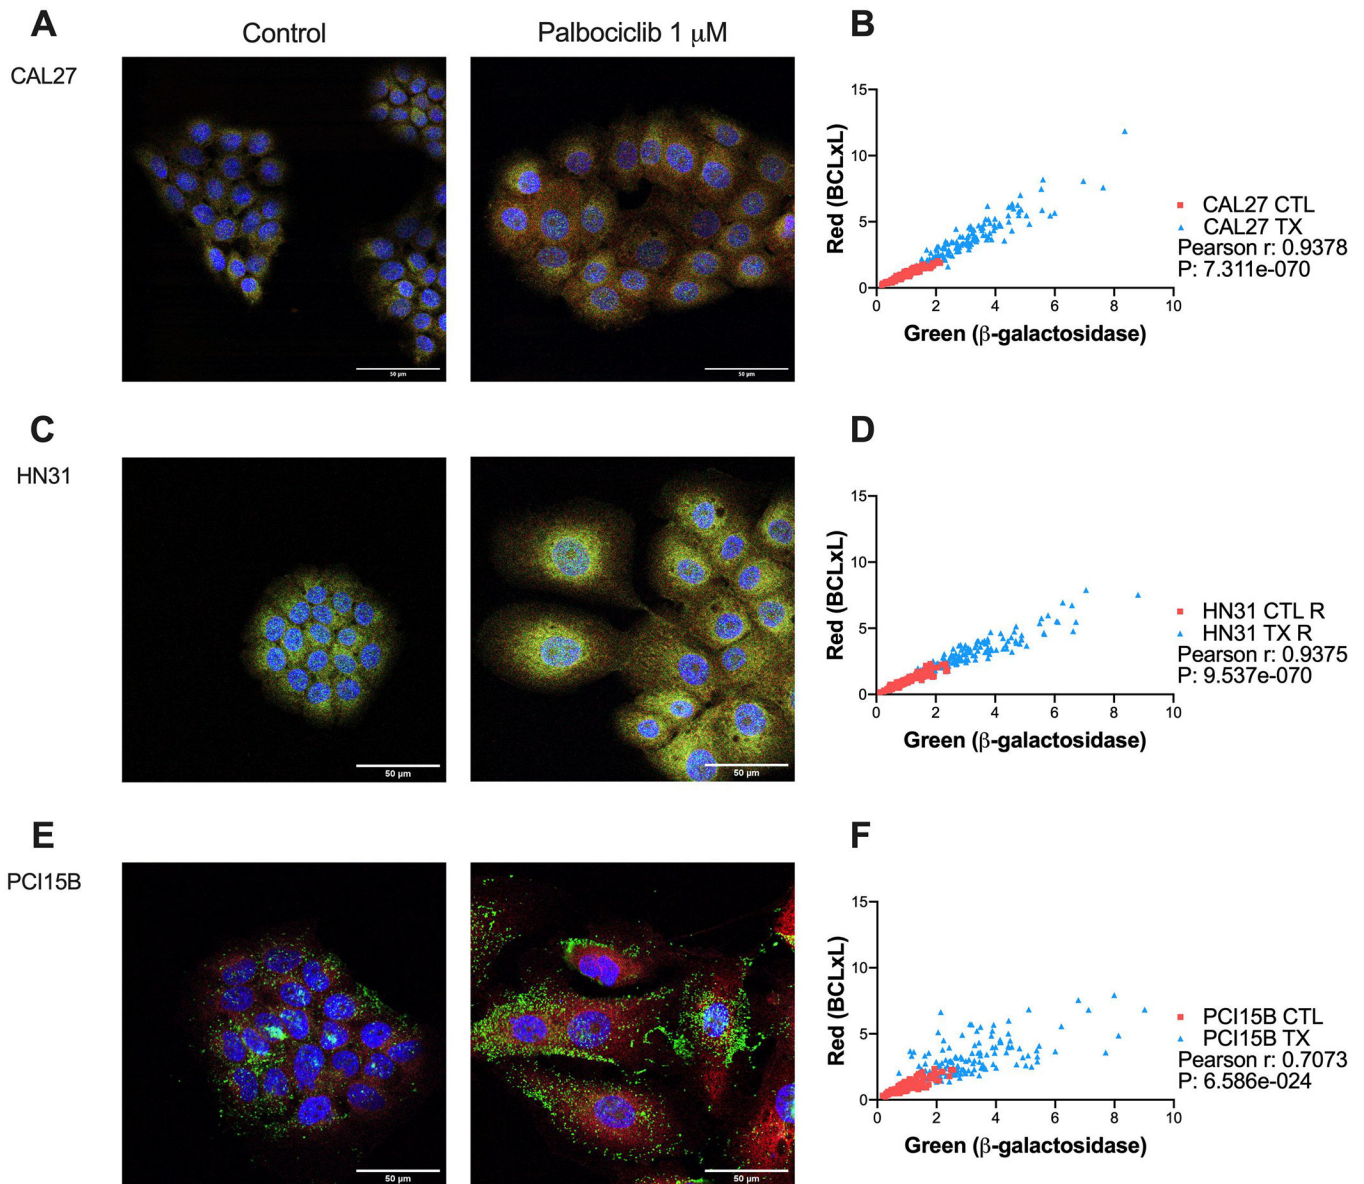 A
Control
Palbociclib 1 μM
B
CAL27
50 μm
50 μm
15
10
5
0
0 2 4 6 8 10
Red (BCLxL)
Green (β-galactosidase)
CAL27 CTL
CAL27 TX
Pearson r: 0.9378
P: 7.311e-070
C
D
HN31
50 μm
50 μm
15
10
5
0
0 2 4 6 8 10
Red (BCLxL)
Green (β-galactosidase)
HN31 CTL R
HN31 TX R
Pearson r: 0.9375
P: 9.537e-070
E
F
PCI15B
50 μm
50 μm
15
10
5
0
0 2 4 6 8 10
Red (BCLxL)
Green (β-galactosidase)
PCI15B CTL
PCI15B TX
Pearson r: 0.7073
P: 6.586e-024